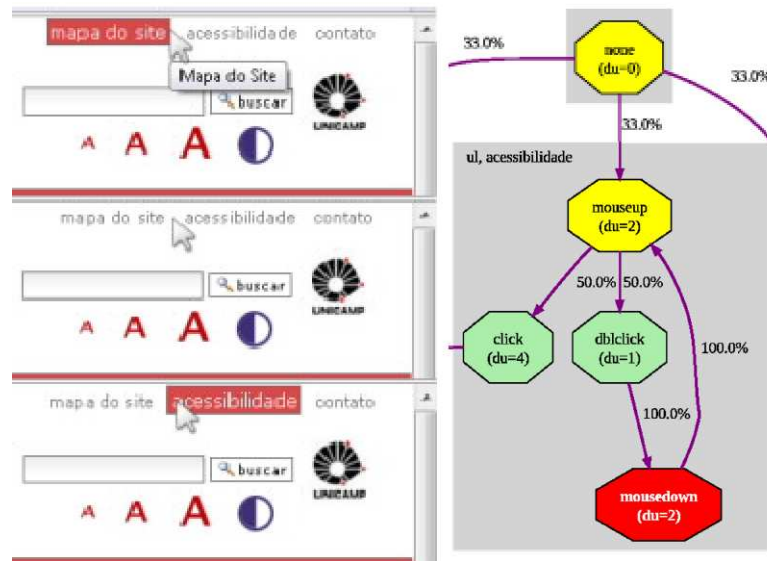 mapa do site acessibilidade contato
Mapa do Site
buscar
A A A
UNICAMP
mapa do site acessibilidade contato
buscar
A A A
UNICAMP
mapa do site acessibilidade contato
buscar
A A A
UNICAMP
none
(du=0)
33.0% 33.0%
33.0%
ul, acessibilidade
mouseup
(du=2)
50.0% 50.0%
click
(du=4)
dblclick
(du=1)
100.0%
100.0%
mousedown
(du=2)